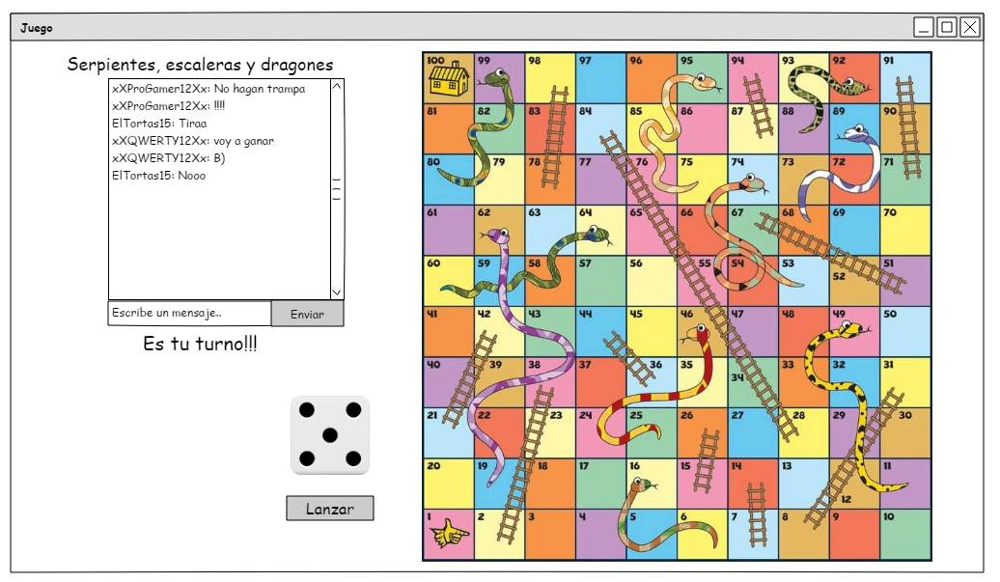 Juego
Serpientes, escaleras y dragones
xXProGamer12Xx: No hagan trampa
xXProGamer12Xx: !!!!
ElTortas15: Tiraa
xXQWERTY12Xx: voy a ganar
xXQWERTY12Xx: B)
ElTortas15: Nooo
Escribe un mensaje..
Enviar
Es tu turno!!!
Lanzar
100 99 98 97 96 95 94 93 92 91
81 82 83 84 85 86 87 88 89 90
80 79 78 77 76 75 74 73 72 71
61 62 63 64 65 66 67 68 69 70
60 59 58 57 56 55 54 53 52 51
41 42 43 44 45 46 47 48 49 50
40 39 38 37 36 35 34 33 32 31
21 22 23 24 25 26 27 28 29 30
20 19 18 17 16 15 14 13 12 11
1 2 3 4 5 6 7 8 9 10